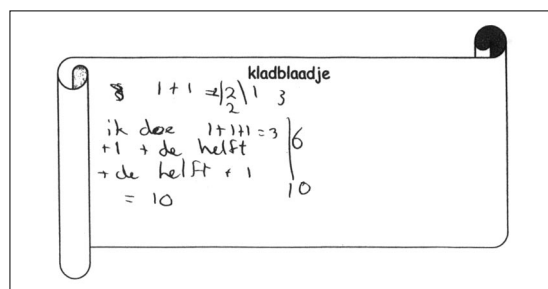 kladblaadje
1 + 1 = 2 1 3
2
ik doe 1+1+1=3 6
+1 + de helft
+ de helft + 1
= 10 10